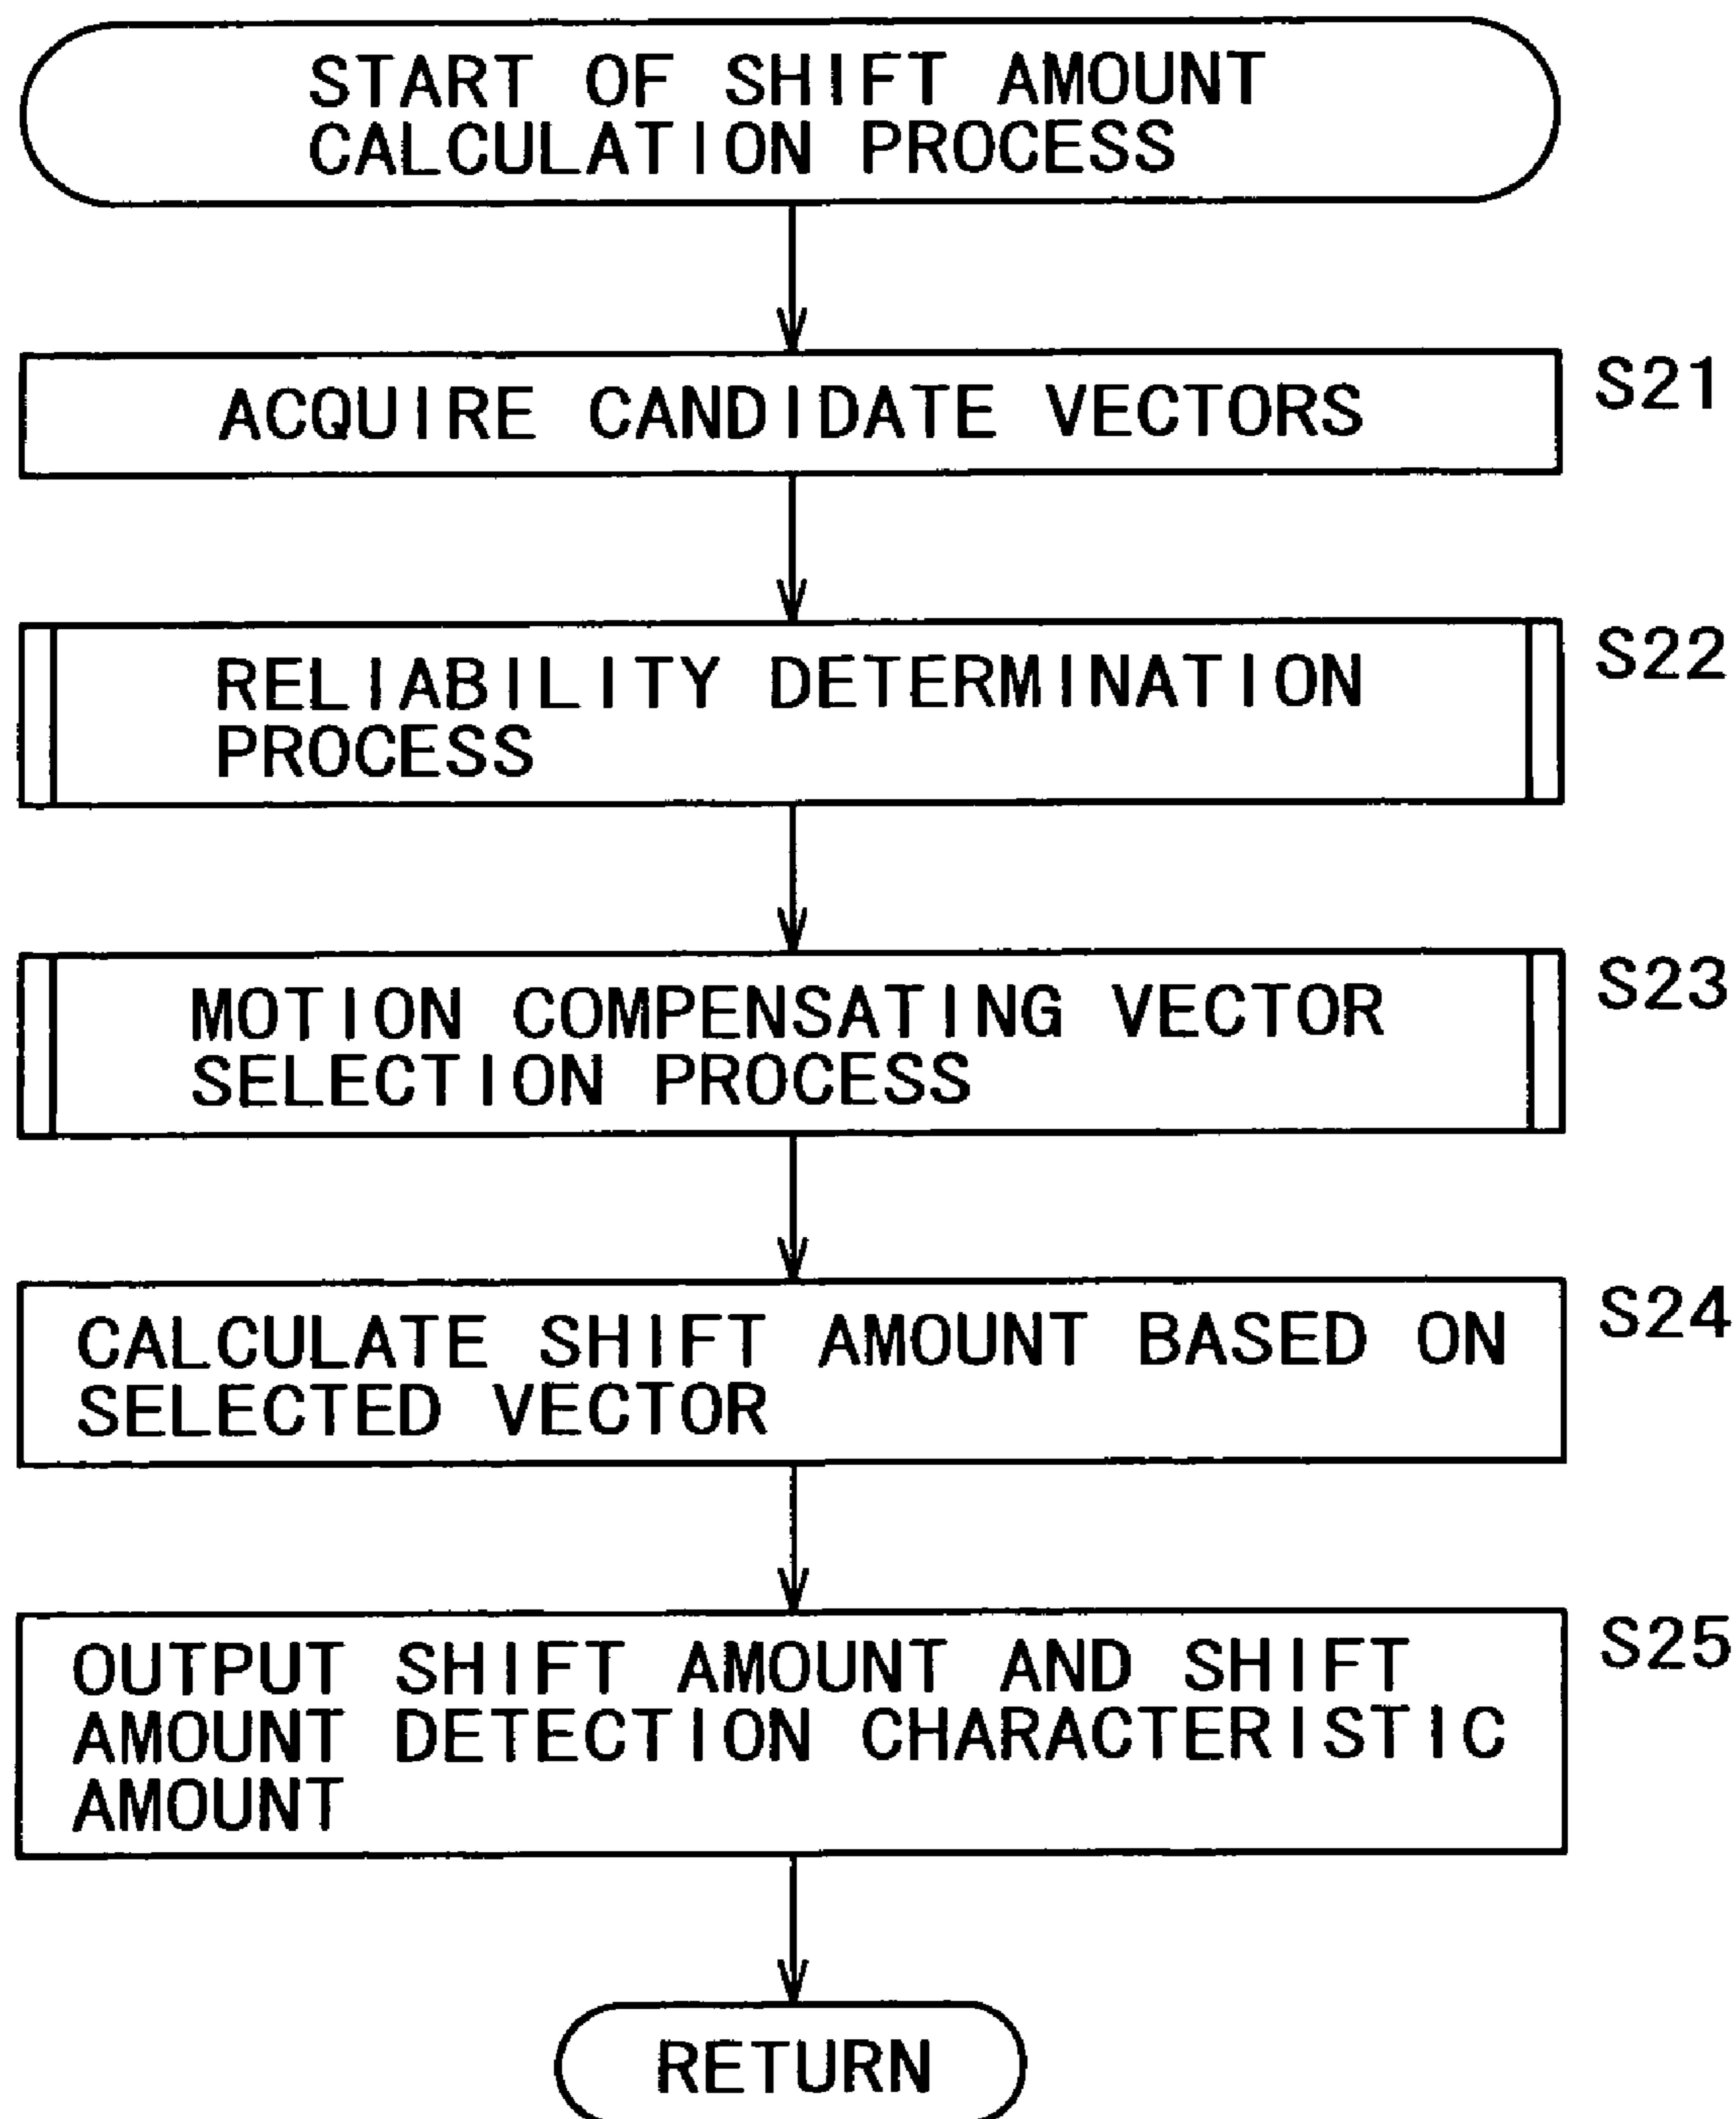 START OF SHIFT AMOUNT
CALCULATION PROCESS
ACQUIRE CANDIDATE VECTORS
S21
RELIABILITY DETERMINATION
PROCESS
S22
MOTION COMPENSATING VECTOR
SELECTION PROCESS
S23
CALCULATE SHIFT AMOUNT BASED ON
SELECTED VECTOR
S24
OUTPUT SHIFT AMOUNT AND SHIFT
AMOUNT DETECTION CHARACTERISTIC
AMOUNT
S25
RETURN